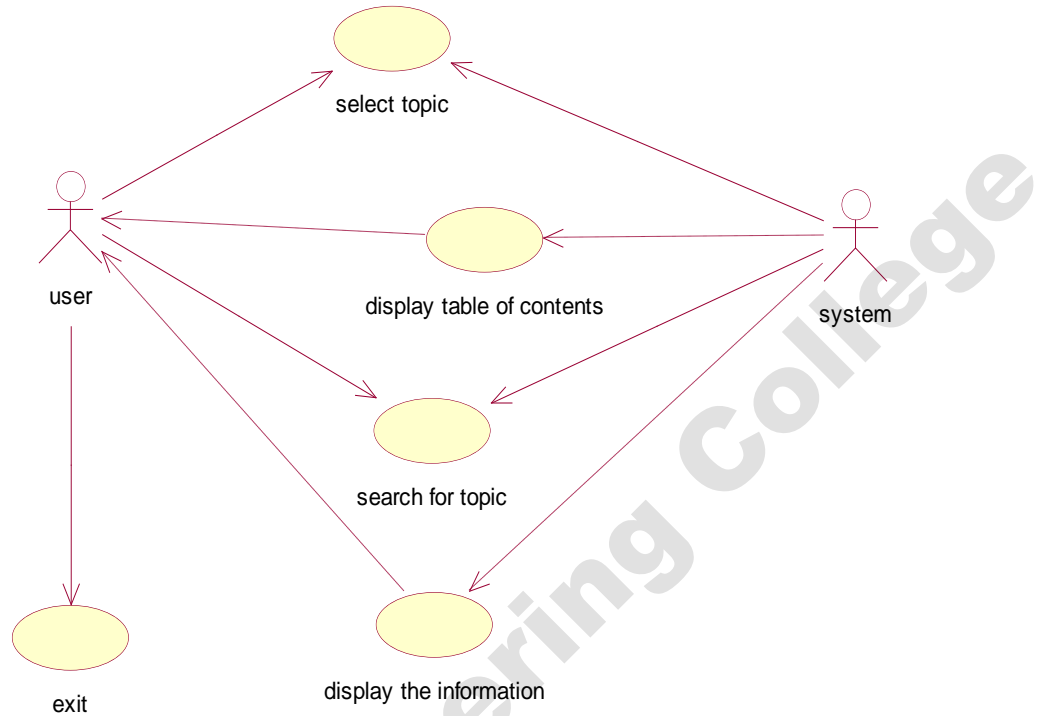 select topic
user
display table of contents
system
search for topic
display the information
exit
ering College